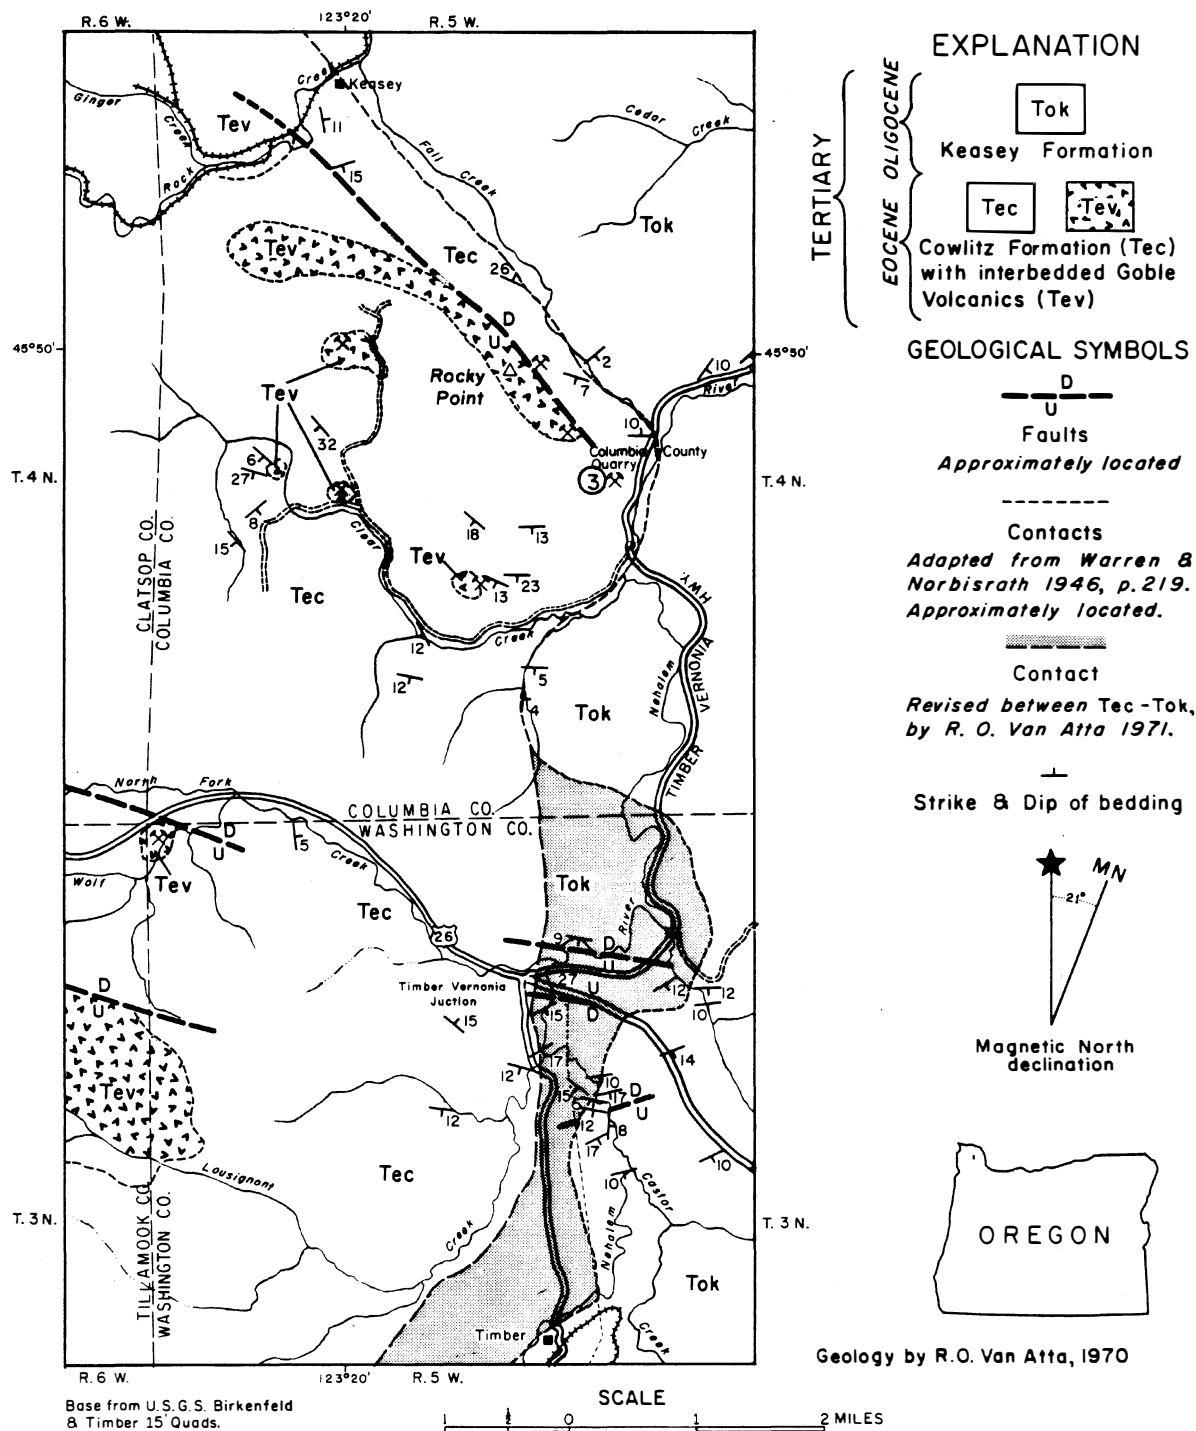 R. 6 W.
123°20'
R. 5 W.
Ginger
Creek
Creek
Keasey
Tev
11
Rock
15
Fall
Creek
Cedar
Creek
Tok
Tev
Tec
26
D
U
45°50'
45°50'
Rocky
Point
2
7
10
River
Tev
32
10
Columbia County
Quarry
3
6
27
T. 4 N.
T. 4 N.
8
15
Clear
18
13
Tev
13
23
CLATSOP CO.
COLUMBIA CO.
Tec
12
Creek
HWY.
VERNONIA
TIMBER
Nehalem
12
5
4
Tok
North Fork
COLUMBIA CO.
WASHINGTON CO.
D
U
5
Creek
Tev
Wolf
Tec
Tok
26
River
9
D
U
27
U
D
12
12
10
Timber Vernonia
Juction
15
15
D
U
17
14
12
10
15
17
D
U
6
12
8
17
Tev
12
10
10
Lousignont
Tec
Castor
Nehalem
Creek
T. 3 N.
T. 3 N.
TILLAMOOK CO.
WASHINGTON CO.
Tok
Timber
Creek
R. 6 W.
123°20'
R. 5 W.
Base from U.S.G.S. Birkenfeld
& Timber 15' Quads.
SCALE
1 ½ 0 1 2 MILES
EXPLANATION
TERTIARY
EOCENE OLIGOCENE
Tok
Keasey Formation
Tec Tev
Cowlitz Formation (Tec)
with interbedded Goble
Volcanics (Tev)
GEOLOGICAL SYMBOLS
D
U
Faults
Approximately located
Contacts
Adapted from Warren &
Norbisrath 1946, p. 219.
Approximately located.
Contact
Revised between Tec-Tok,
by R. O. Van Atta 1971.
Strike & Dip of bedding
MN
21°
Magnetic North
declination
OREGON
Geology by R.O. Van Atta, 1970